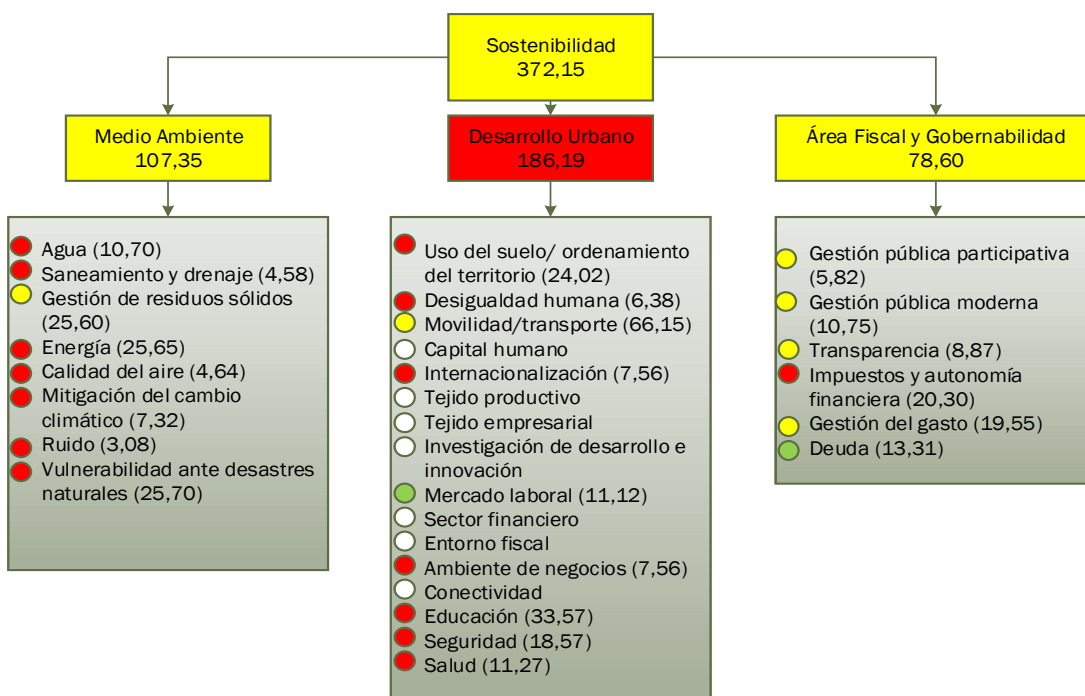 Sostenibilidad
372,15
Medio Ambiente
107,35
Desarrollo Urbano
186,19
Área Fiscal y Gobernabilidad
78,60
Agua (10,70)
Saneamiento y drenaje (4,58)
Gestión de residuos sólidos
(25,60)
Energía (25,65)
Calidad del aire (4,64)
Mitigación del cambio
climático (7,32)
Ruido (3,08)
Vulnerabilidad ante desastres
naturales (25,70)
Uso del suelo/ ordenamiento
del territorio (24,02)
Desigualdad humana (6,38)
Movilidad/transporte (66,15)
Capital humano
Internacionalización (7,56)
Tejido productivo
Tejido empresarial
Investigación de desarrollo e
innovación
Mercado laboral (11,12)
Sector financiero
Entorno fiscal
Ambiente de negocios (7,56)
Conectividad
Educación (33,57)
Seguridad (18,57)
Salud (11,27)
Gestión pública participativa
(5,82)
Gestión pública moderna
(10,75)
Transparencia (8,87)
Impuestos y autonomía
financiera (20,30)
Gestión del gasto (19,55)
Deuda (13,31)